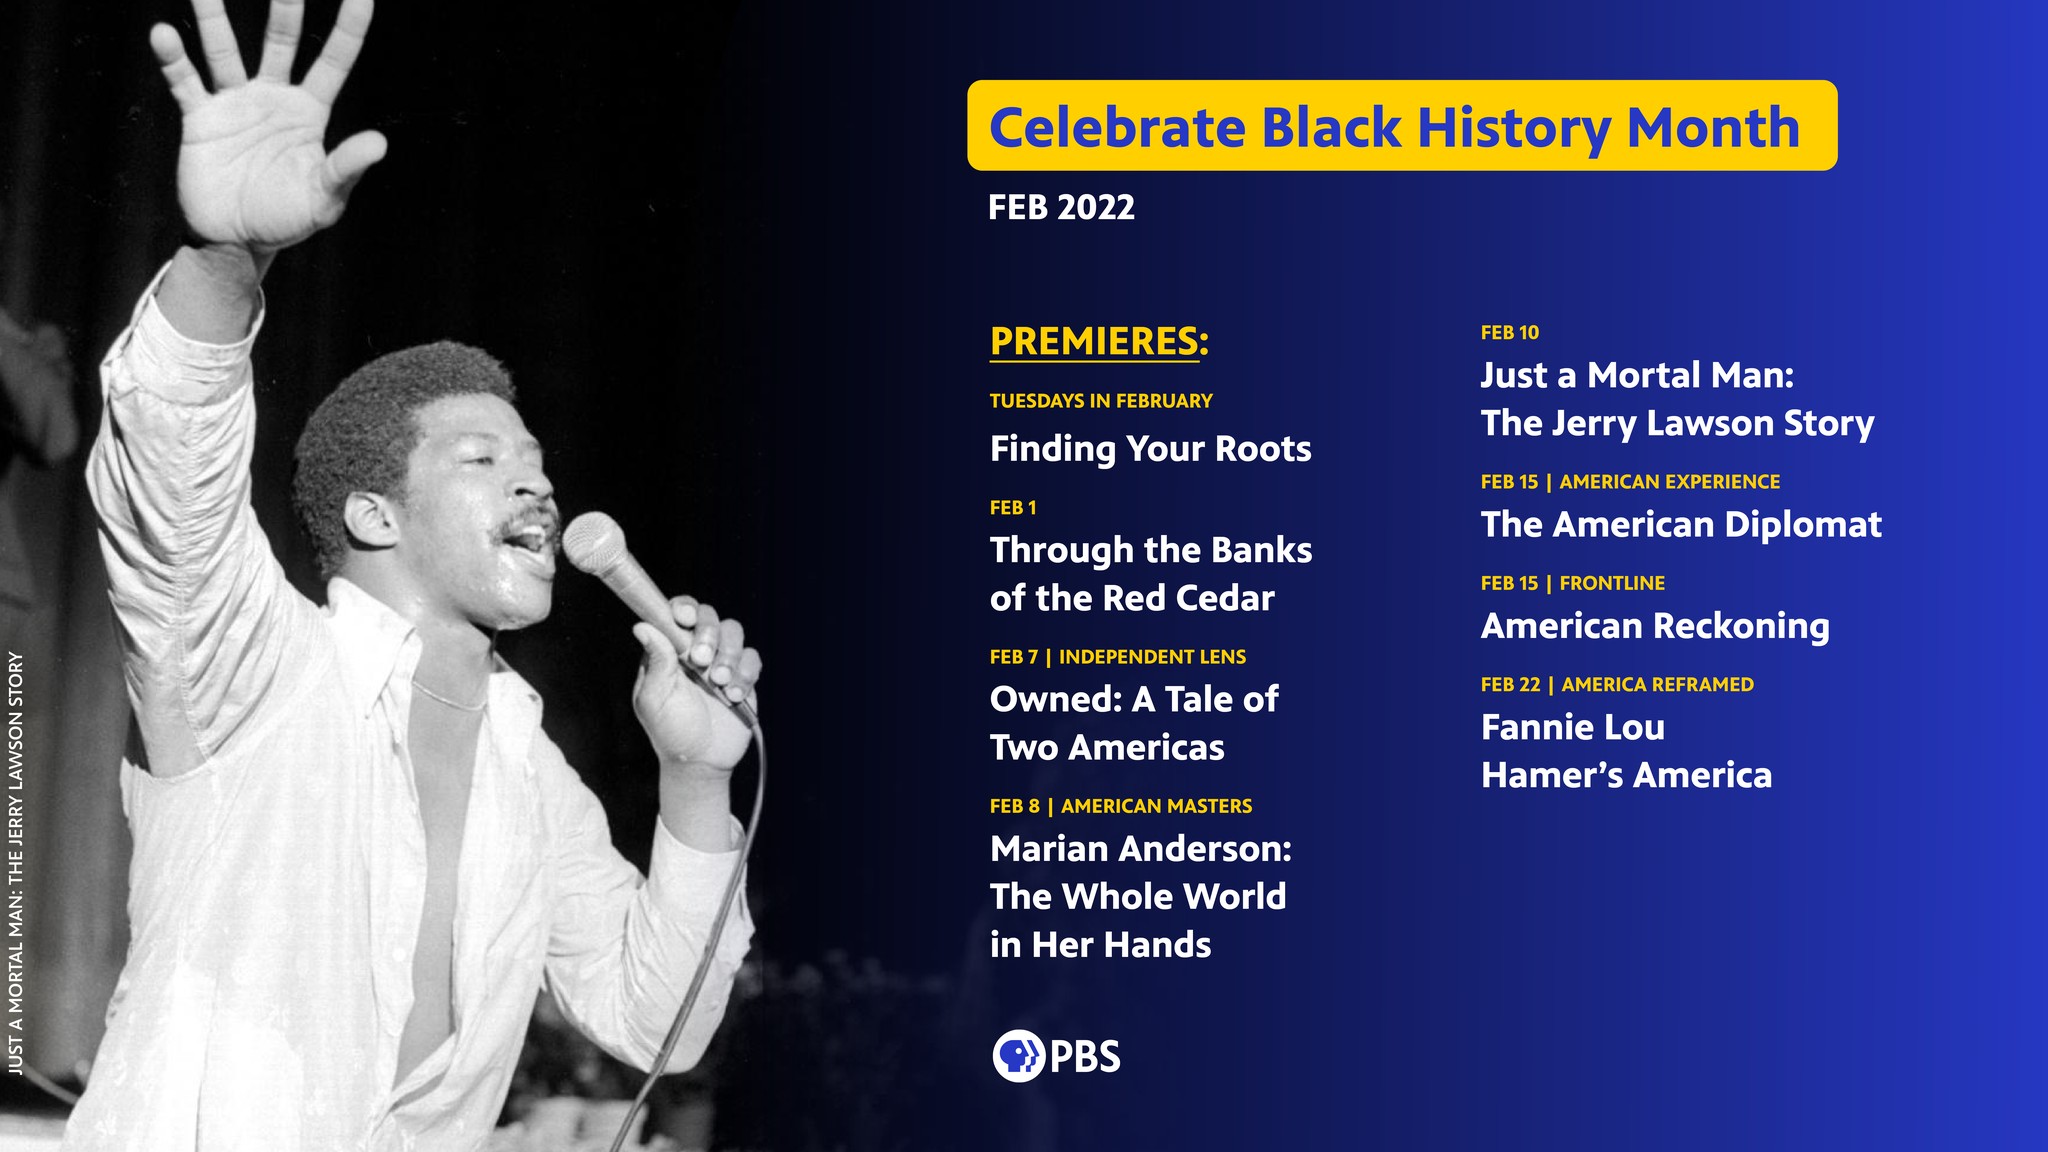 Celebrate Black History Month
FEB 2022
PREMIERES:
TUESDAYS IN FEBRUARY
Finding Your Roots
FEB 1
Through the Banks
of the Red Cedar
FEB 7 | INDEPENDENT LENS
Owned: A Tale of
Two Americas
FEB 8 | AMERICAN MASTERS
Marian Anderson:
The Whole World
in Her Hands
FEB 10
Just a Mortal Man:
The Jerry Lawson Story
FEB 15 | AMERICAN EXPERIENCE
The American Diplomat
FEB 15 | FRONTLINE
American Reckoning
FEB 22 | AMERICA REFRAMED
Fannie Lou
Hamer’s America
PBS
JUST A MORTAL MAN: THE JERRY LAWSON STORY